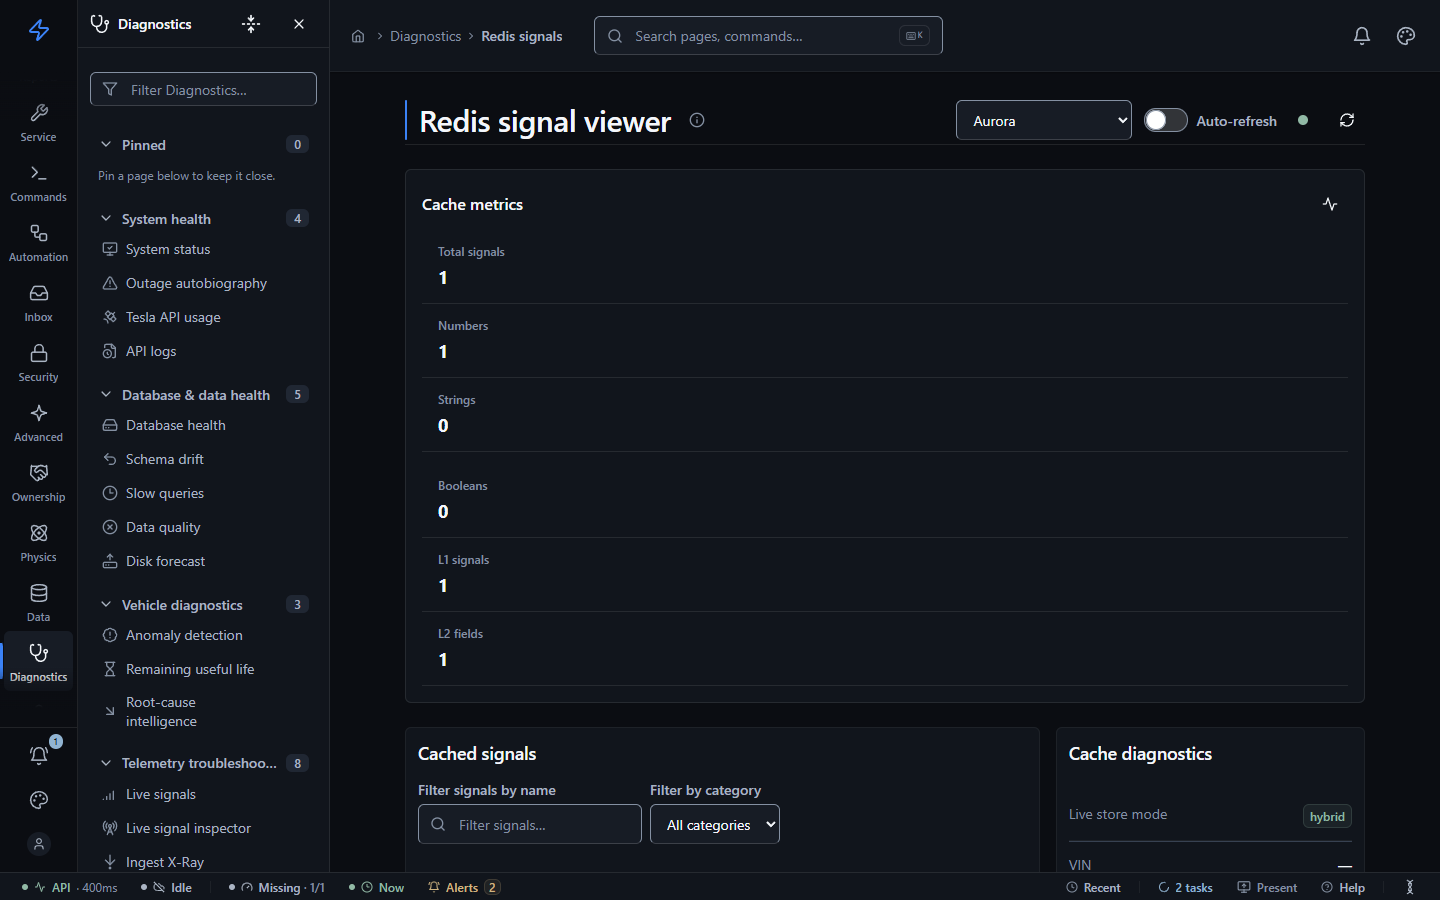 Diagnostics
Diagnostics
Redis signals
Search pages, commands...
K
Service
Commands
Automation
Inbox
Security
Advanced
Ownership
Physics
Data
Diagnostics
1
Filter Diagnostics...
Pinned
0
Pin a page below to keep it close.
System health
4
System status
Outage autobiography
Tesla API usage
API logs
Database & data health
5
Database health
Schema drift
Slow queries
Data quality
Disk forecast
Vehicle diagnostics
3
Anomaly detection
Remaining useful life
Root-cause
intelligence
Telemetry troubleshoo...
8
Live signals
Live signal inspector
Ingest X-Ray
Redis signal viewer
Aurora
Auto-refresh
Cache metrics
Total signals
1
Numbers
1
Strings
0
Booleans
0
L1 signals
1
L2 fields
1
Cached signals
Filter signals by name
Filter by category
Filter signals...
All categories
Cache diagnostics
Live store mode
hybrid
VIN
—
API · 400ms
Idle
Missing · 1/1
Now
Alerts
2
Recent
2 tasks
Present
Help